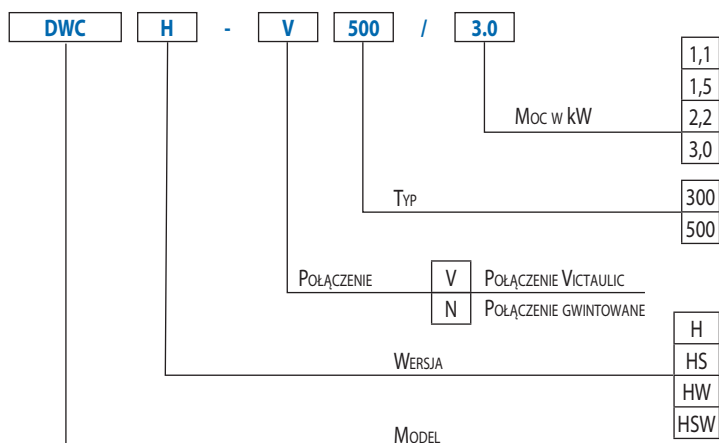 DWC H - V 500 / 3.0
1,1
1,5
Moc w kW 2,2
3,0
Typ 300
500
Połączenie V Połączenie Victaulic
N Połączenie gwintowane
H
Wersja HS
HW
HSW
Model